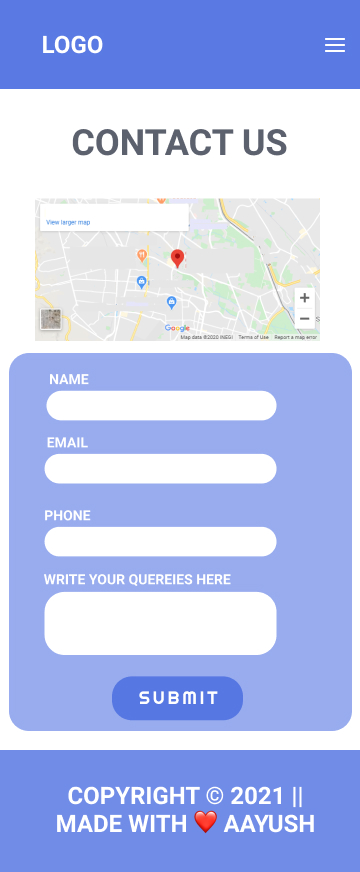 LOGO
CONTACT US
View larger map
Google
Map data ©2020 INEGI Terms of Use Report a map error
NAME
EMAIL
PHONE
WRITE YOUR QUEREIES HERE
SUBMIT
COPYRIGHT © 2021 ||
MADE WITH ❤️ AAYUSH